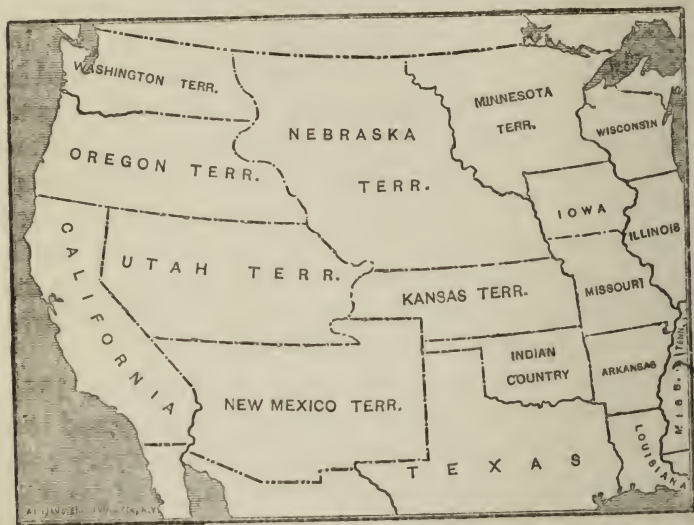 WASHINGTON TERR.
MINNESOTA
TERR.
WISCONSIN
NEBRASKA
TERR.
OREGON TERR.
IOWA
ILLINOIS
UTAH TERR.
CALIFORNIA
KANSAS TERR.
MISSOURI
INDIAN
COUNTRY
ARKANSAS
TENN.
MISS.
NEW MEXICO TERR.
TEXAS
LOUISIANA